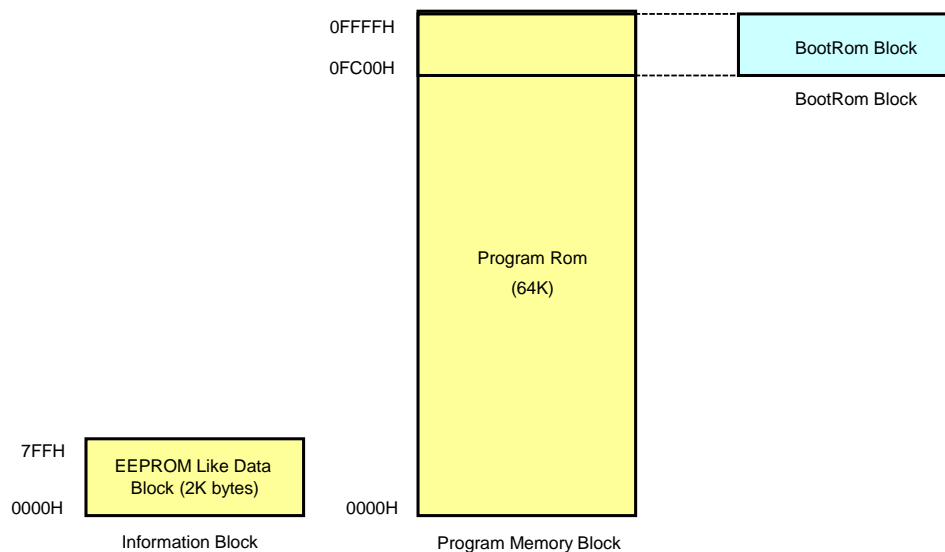 0FFFFH
0FC00H
BootRom Block
BootRom Block
Program Rom
(64K)
7FFH
EEPROM Like Data
Block (2K bytes)
0000H
0000H
Information Block
Program Memory Block